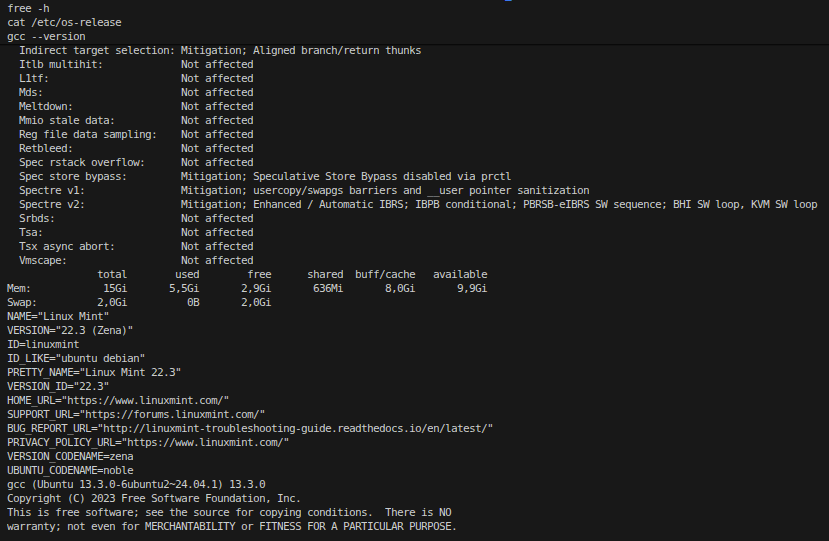 free -h
cat /etc/os-release
gcc --version
  Indirect target selection: Mitigation; Aligned branch/return thunks
  Itlb multihit:             Not affected
  L1tf:                      Not affected
  Mds:                       Not affected
  Meltdown:                  Not affected
  Mmio stale data:           Not affected
  Reg file data sampling:    Not affected
  Retbleed:                  Not affected
  Spec rstack overflow:      Not affected
  Spec store bypass:         Mitigation; Speculative Store Bypass disabled via prctl
  Spectre v1:                Mitigation; usercopy/swapgs barriers and __user pointer sanitization
  Spectre v2:                Mitigation; Enhanced / Automatic IBRS; IBPB conditional; PBRSB-eIBRS SW sequence; BHI SW loop, KVM SW loop
  Srbds:                     Not affected
  Tsa:                       Not affected
  Tsx async abort:           Not affected
  Vmscape:                   Not affected
               total        used        free      shared  buff/cache   available
Mem:            15Gi       5,5Gi       2,9Gi       636Mi       8,0Gi       9,9Gi
Swap:          2,0Gi          0B       2,0Gi
NAME="Linux Mint"
VERSION="22.3 (Zena)"
ID=linuxmint
ID_LIKE="ubuntu debian"
PRETTY_NAME="Linux Mint 22.3"
VERSION_ID="22.3"
HOME_URL="https://www.linuxmint.com/"
SUPPORT_URL="https://forums.linuxmint.com/"
BUG_REPORT_URL="http://linuxmint-troubleshooting-guide.readthedocs.io/en/latest/"
PRIVACY_POLICY_URL="https://www.linuxmint.com/"
VERSION_CODENAME=zena
UBUNTU_CODENAME=noble
gcc (Ubuntu 13.3.0-6ubuntu2~24.04.1) 13.3.0
Copyright (C) 2023 Free Software Foundation, Inc.
This is free software; see the source for copying conditions.  There is NO
warranty; not even for MERCHANTABILITY or FITNESS FOR A PARTICULAR PURPOSE.